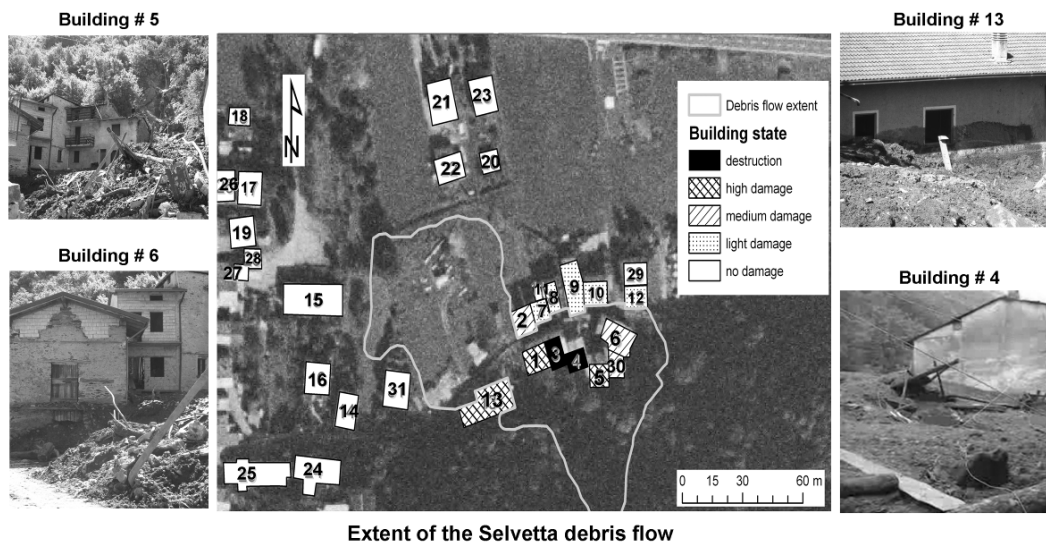 Building # 5
Building # 13
Building # 6
Building # 4
N
Debris flow extent
Building state
destruction
high damage
medium damage
light damage
no damage
18
21
23
22
20
26
17
19
28
27
15
16
14
31
25
24
29
9
11
8
10
12
7
2
6
1
3
4
5
30
13
0 15 30 60 m
Extent of the Selvetta debris flow